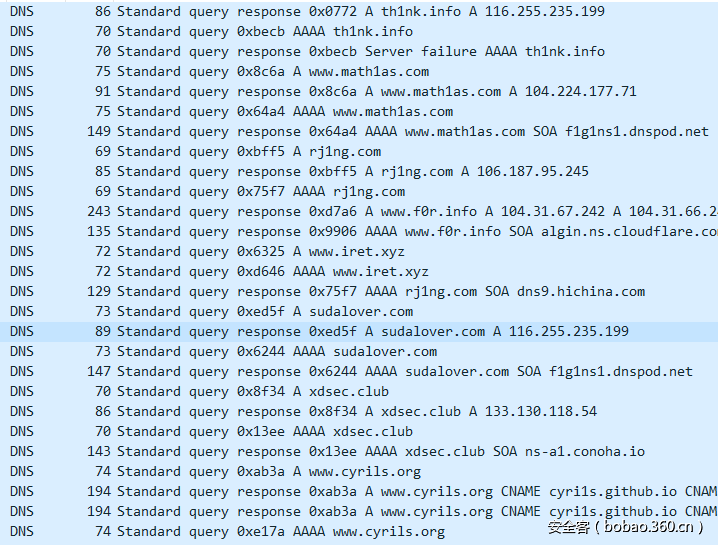 DNS 86 Standard query response 0x0772 A th1nk.info A 116.255.235.199
DNS 70 Standard query 0xbecb AAAA th1nk.info
DNS 70 Standard query response 0xbecb Server failure AAAA th1nk.info
DNS 75 Standard query 0x8c6a A www.math1as.com
DNS 91 Standard query response 0x8c6a A www.math1as.com A 104.224.177.71
DNS 75 Standard query 0x64a4 AAAA www.math1as.com
DNS 149 Standard query response 0x64a4 AAAA www.math1as.com SOA f1g1ns1.dnspod.net
DNS 69 Standard query 0xbff5 A rj1ng.com
DNS 85 Standard query response 0xbff5 A rj1ng.com A 106.187.95.245
DNS 69 Standard query 0x75f7 AAAA rj1ng.com
DNS 243 Standard query response 0xd7a6 A www.f0r.info A 104.31.67.242 A 104.31.66.2
DNS 135 Standard query response 0x9906 AAAA www.f0r.info SOA algin.ns.cloudflare.co
DNS 72 Standard query 0x6325 A www.iret.xyz
DNS 72 Standard query 0xd646 AAAA www.iret.xyz
DNS 129 Standard query response 0x75f7 AAAA rj1ng.com SOA dns9.hichina.com
DNS 73 Standard query 0xed5f A sudalover.com
DNS 89 Standard query response 0xed5f A sudalover.com A 116.255.235.199
DNS 73 Standard query 0x6244 AAAA sudalover.com
DNS 147 Standard query response 0x6244 AAAA sudalover.com SOA f1g1ns1.dnspod.net
DNS 70 Standard query 0x8f34 A xdsec.club
DNS 86 Standard query response 0x8f34 A xdsec.club A 133.130.118.54
DNS 70 Standard query 0x13ee AAAA xdsec.club
DNS 143 Standard query response 0x13ee AAAA xdsec.club SOA ns-a1.conoha.io
DNS 74 Standard query 0xab3a A www.cyrils.org
DNS 194 Standard query response 0xab3a A www.cyrils.org CNAME cyri1s.github.io CNAM
DNS 194 Standard query response 0xab3a A www.cyrils.org CNAME cyri1s.github.io CNAM
DNS 74 Standard query 0xe17a AAAA www.cyrils.org
安全客（bobao.360.cn）